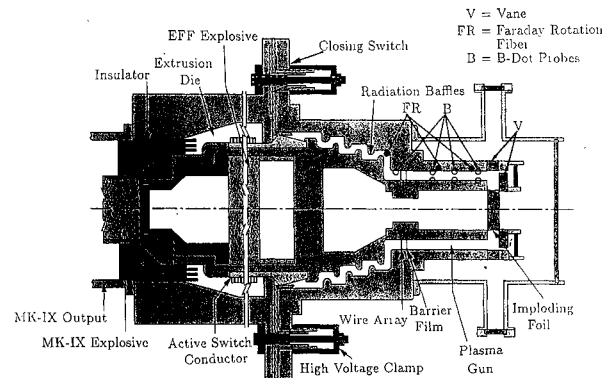 V = Vane
FR = Faraday Rotation
Fiber
B = B-Dot Probes
EFF Explosive
Closing Switch
Extrusion
Die
Insulator
Radiation Baffles
FR
B
V
MK-IX Output
MK-IX Explosive
Active Switch
Conductor
High Voltage Clamp
Wire Array
Barrier
Film
Plasma
Gun
Imploding
Foil